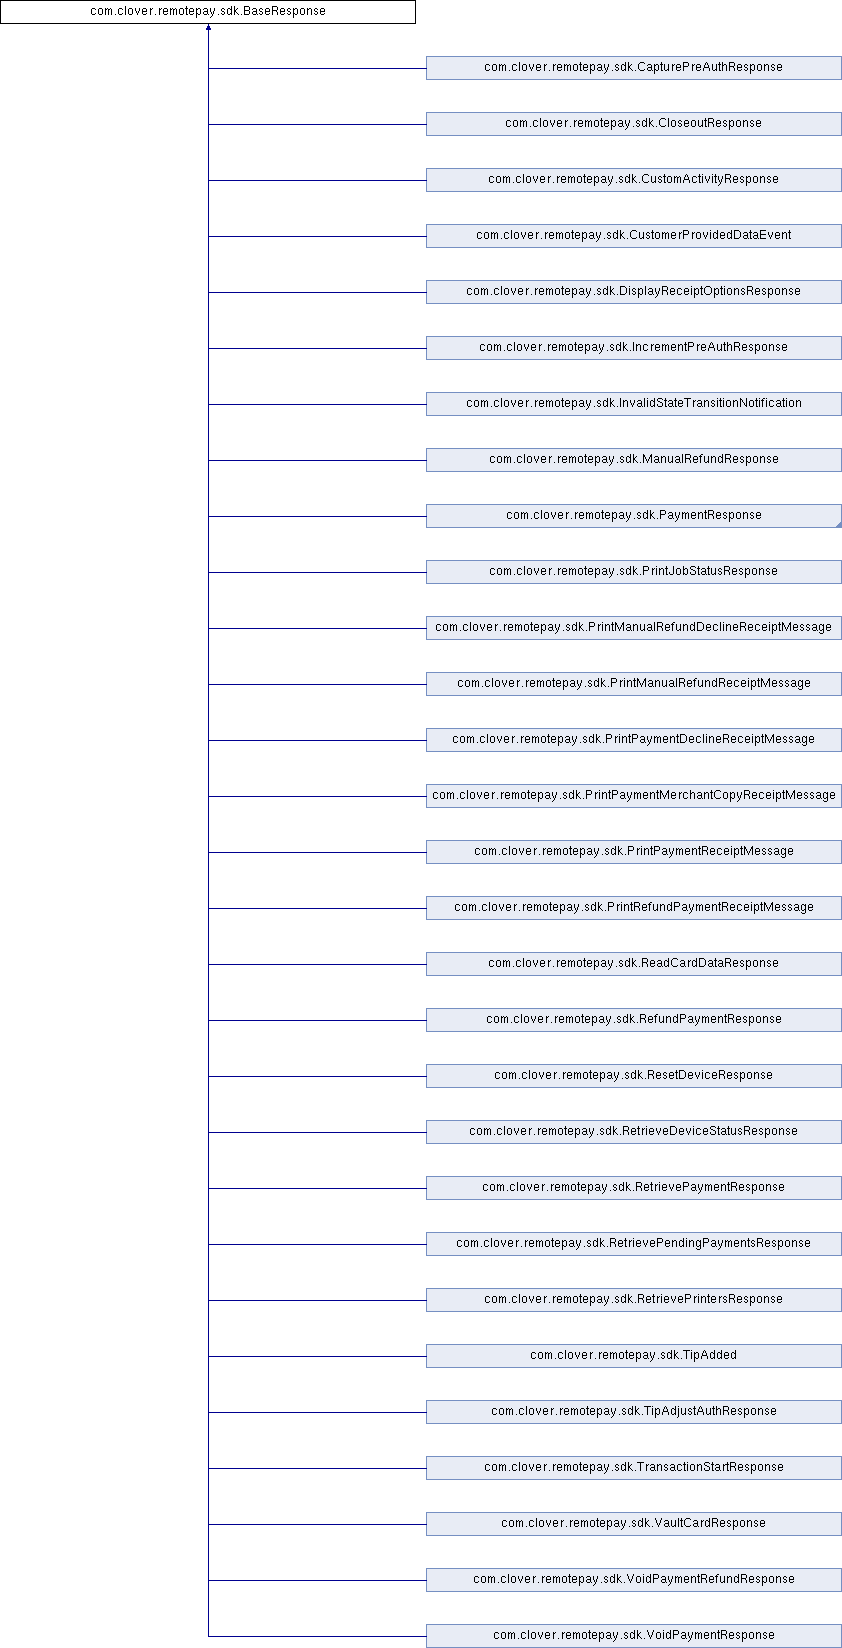 com.clover.remotepay.sdk.BaseResponse
com.clover.remotepay.sdk.CapturePreAuthResponse
com.clover.remotepay.sdk.CloseoutResponse
com.clover.remotepay.sdk.CustomActivityResponse
com.clover.remotepay.sdk.CustomerProvidedDataEvent
com.clover.remotepay.sdk.DisplayReceiptOptionsResponse
com.clover.remotepay.sdk.IncrementPreAuthResponse
com.clover.remotepay.sdk.InvalidStateTransitionNotification
com.clover.remotepay.sdk.ManualRefundResponse
com.clover.remotepay.sdk.PaymentResponse
com.clover.remotepay.sdk.PrintJobStatusResponse
com.clover.remotepay.sdk.PrintManualRefundDeclineReceiptMessage
com.clover.remotepay.sdk.PrintManualRefundReceiptMessage
com.clover.remotepay.sdk.PrintPaymentDeclineReceiptMessage
com.clover.remotepay.sdk.PrintPaymentMerchantCopyReceiptMessage
com.clover.remotepay.sdk.PrintPaymentReceiptMessage
com.clover.remotepay.sdk.PrintRefundPaymentReceiptMessage
com.clover.remotepay.sdk.ReadCardDataResponse
com.clover.remotepay.sdk.RefundPaymentResponse
com.clover.remotepay.sdk.ResetDeviceResponse
com.clover.remotepay.sdk.RetrieveDeviceStatusResponse
com.clover.remotepay.sdk.RetrievePaymentResponse
com.clover.remotepay.sdk.RetrievePendingPaymentsResponse
com.clover.remotepay.sdk.RetrievePrintersResponse
com.clover.remotepay.sdk.TipAdded
com.clover.remotepay.sdk.TipAdjustAuthResponse
com.clover.remotepay.sdk.TransactionStartResponse
com.clover.remotepay.sdk.VaultCardResponse
com.clover.remotepay.sdk.VoidPaymentRefundResponse
com.clover.remotepay.sdk.VoidPaymentResponse